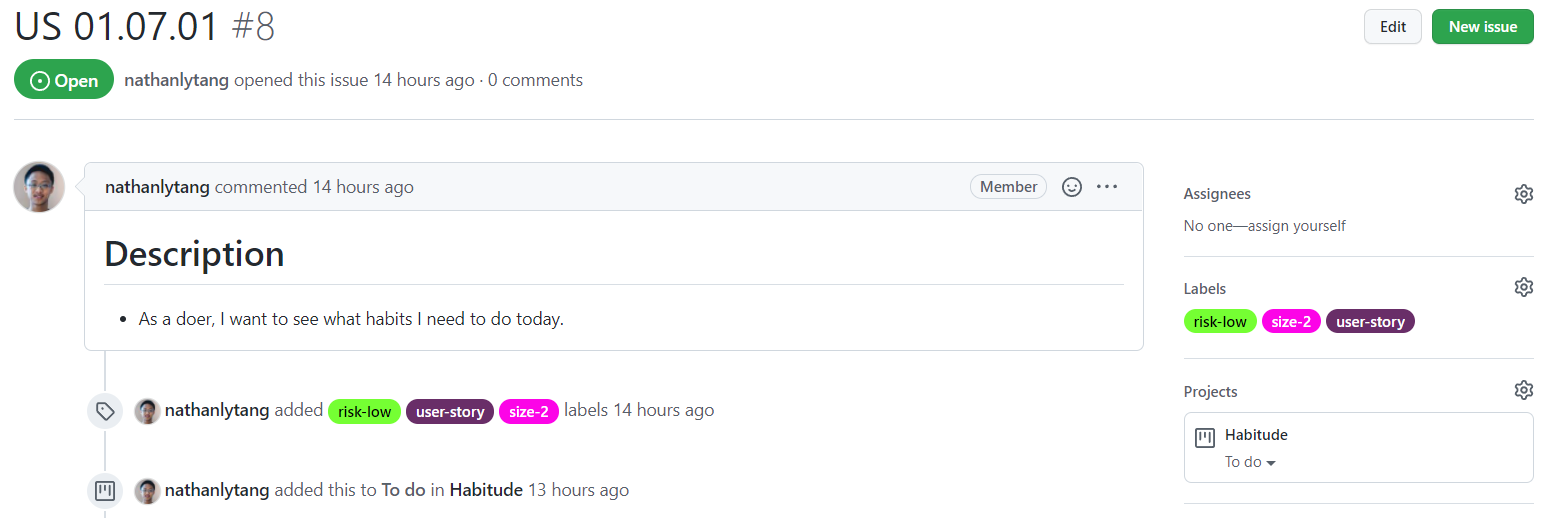 US 01.07.01 #8
Edit
New issue
Open
nathanlytang opened this issue 14 hours ago · 0 comments
nathanlytang commented 14 hours ago
Member
Description
• As a doer, I want to see what habits I need to do today.
nathanlytang added risk-low user-story size-2 labels 14 hours ago
nathanlytang added this to To do in Habitude 13 hours ago
Assignees
No one—assign yourself
Labels
risk-low size-2 user-story
Projects
Habitude
To do